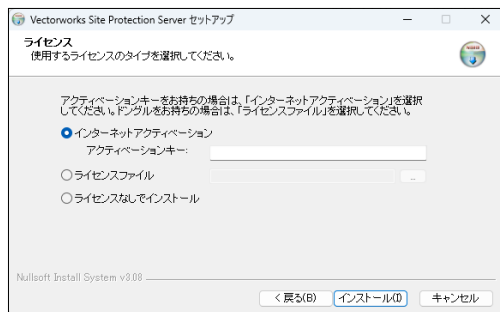 Vectorworks Site Protection Server セットアップ
ライセンス
使用するライセンスのタイプを選択してください。
アクティベーションキーをお持ちの場合は、「インターネットアクティベーション」を選択
してください。ドングルをお持ちの場合は、「ライセンスファイル」を選択してください。
インターネットアクティベーション
アクティベーションキー:
ライセンスファイル
...
ライセンスなしでインストール
Nullsoft Install System v3.08
< 戻る(B)
インストール(I)
キャンセル